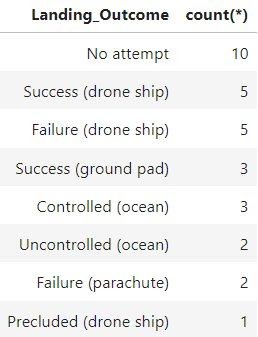 Landing_Outcome count(*)
No attempt 10
Success (drone ship) 5
Failure (drone ship) 5
Success (ground pad) 3
Controlled (ocean) 3
Uncontrolled (ocean) 2
Failure (parachute) 2
Precluded (drone ship) 1